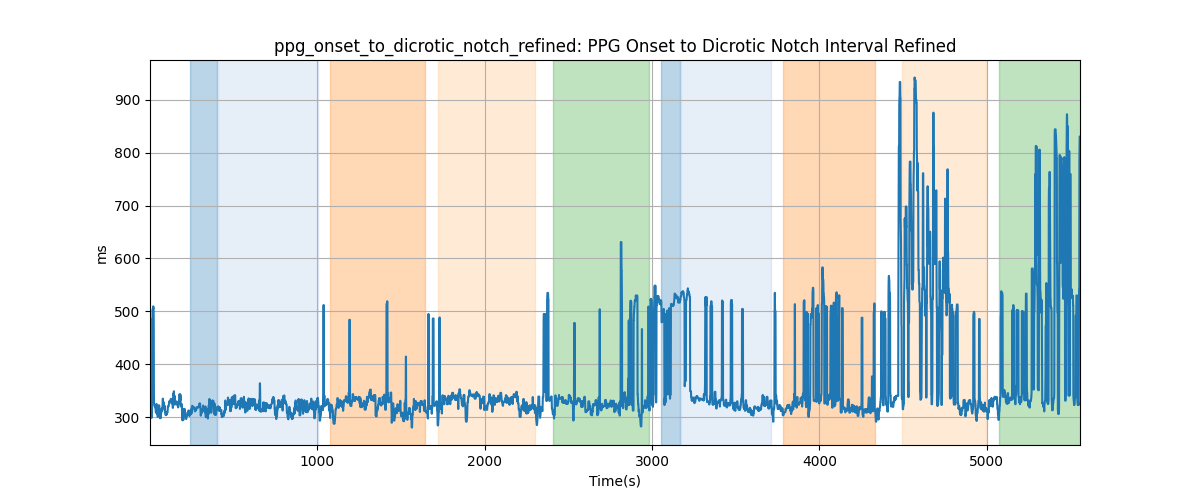 ppg_onset_to_dicrotic_notch_refined: PPG Onset to Dicrotic Notch Interval Refined
900
800
700
600
500
400
300
ms
1000 2000 3000 4000 5000
Time(s)